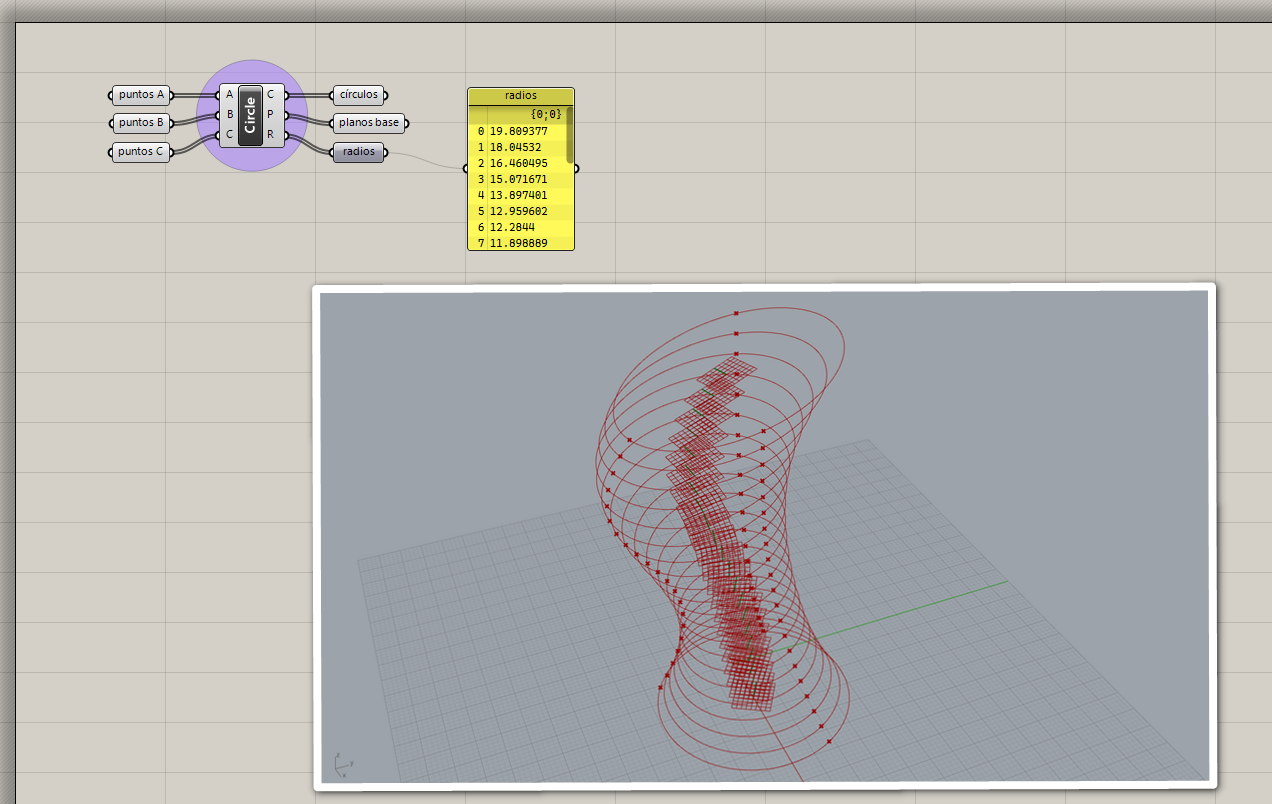 puntos A
puntos B
puntos C
A
B
C
Circle
C
P
R
círculos
planos base
radios
radios
{0;0}
0 19.809377
1 18.04532
2 16.460495
3 15.071671
4 13.897401
5 12.959602
6 12.2844
7 11.898889
z
y
x